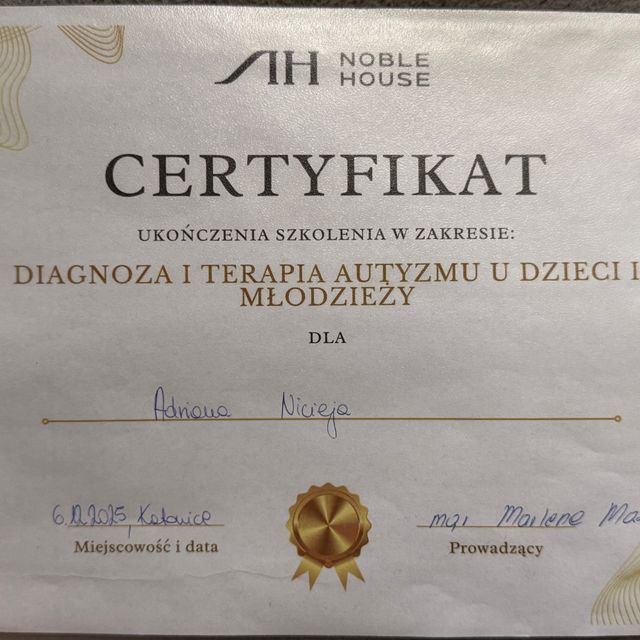 NOBLE
HOUSE
CERTYFIKAT
UKOŃCZENIA SZKOLENIA W ZAKRESIE:
DIAGNOZA I TERAPIA AUTYZMU U DZIECI I
MŁODZIEŻY
DLA
Adriana Nicieja
6.12.2025, Katowice
mgr Marlena
Miejscowość i data
Prowadzący